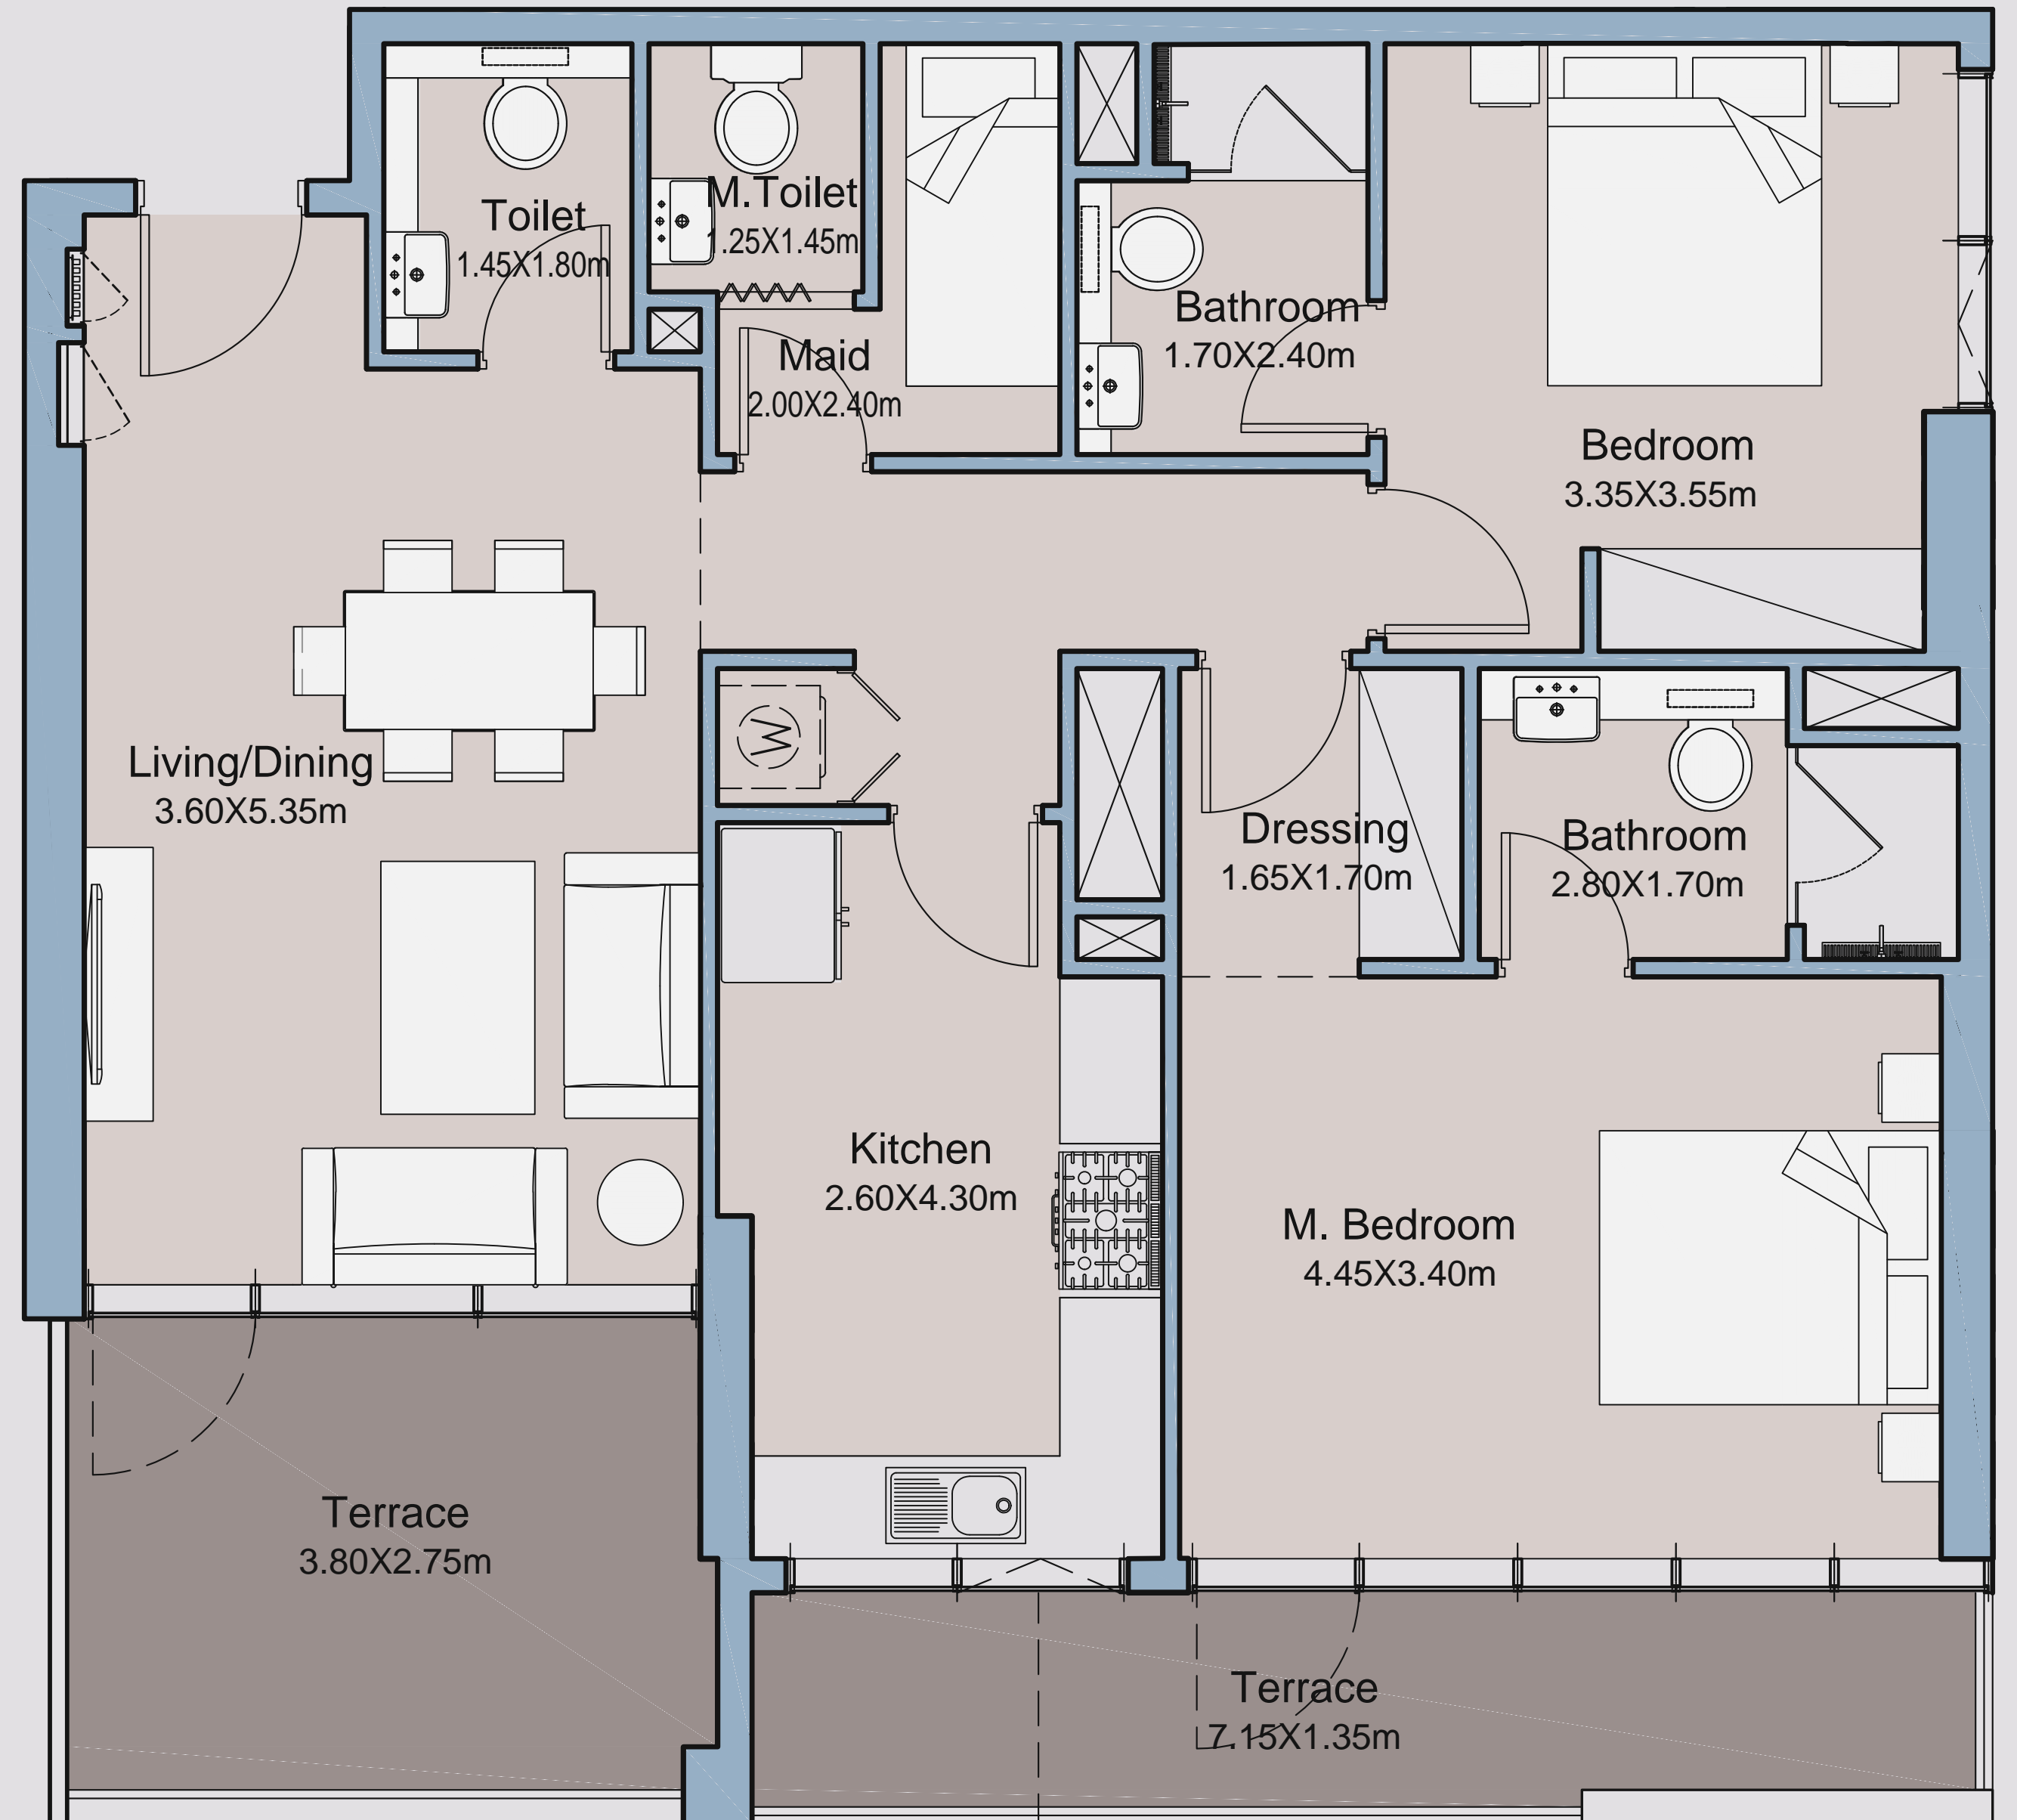 Toilet
1.45X1.80m
M.Toilet
1.25X1.45m
Maid
2.00X2.40m
Bathroom
1.70X2.40m
Bedroom
3.35X3.55m
Living/Dining
3.60X5.35m
W
Dressing
1.65X1.70m
Bathroom
2.80X1.70m
Kitchen
2.60X4.30m
M. Bedroom
4.45X3.40m
Terrace
3.80X2.75m
Terrace
7.15X1.35m